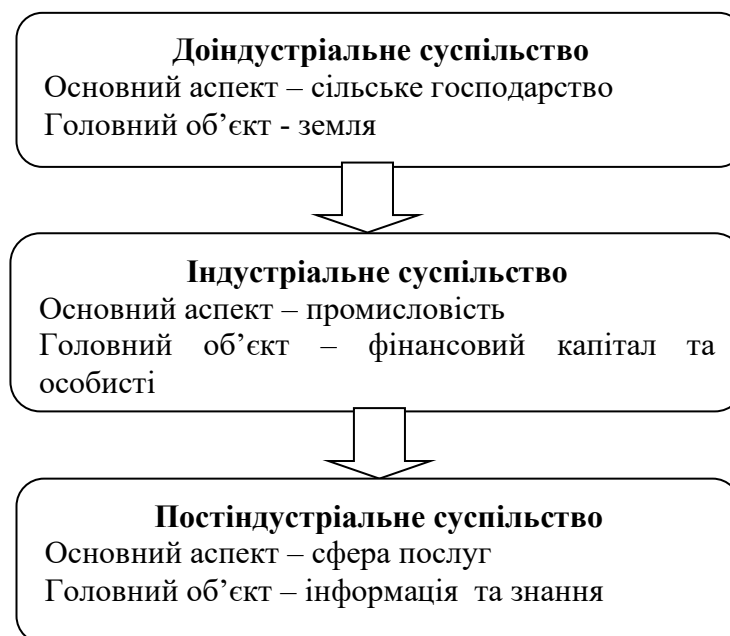 Доіндустріальне суспільство
Основний аспект – сільське господарство
Головний об’єкт - земля
Індустріальне суспільство
Основний аспект – промисловість
Головний об’єкт – фінансовий капітал та
особисті
Постіндустріальне суспільство
Основний аспект – сфера послуг
Головний об’єкт – інформація та знання